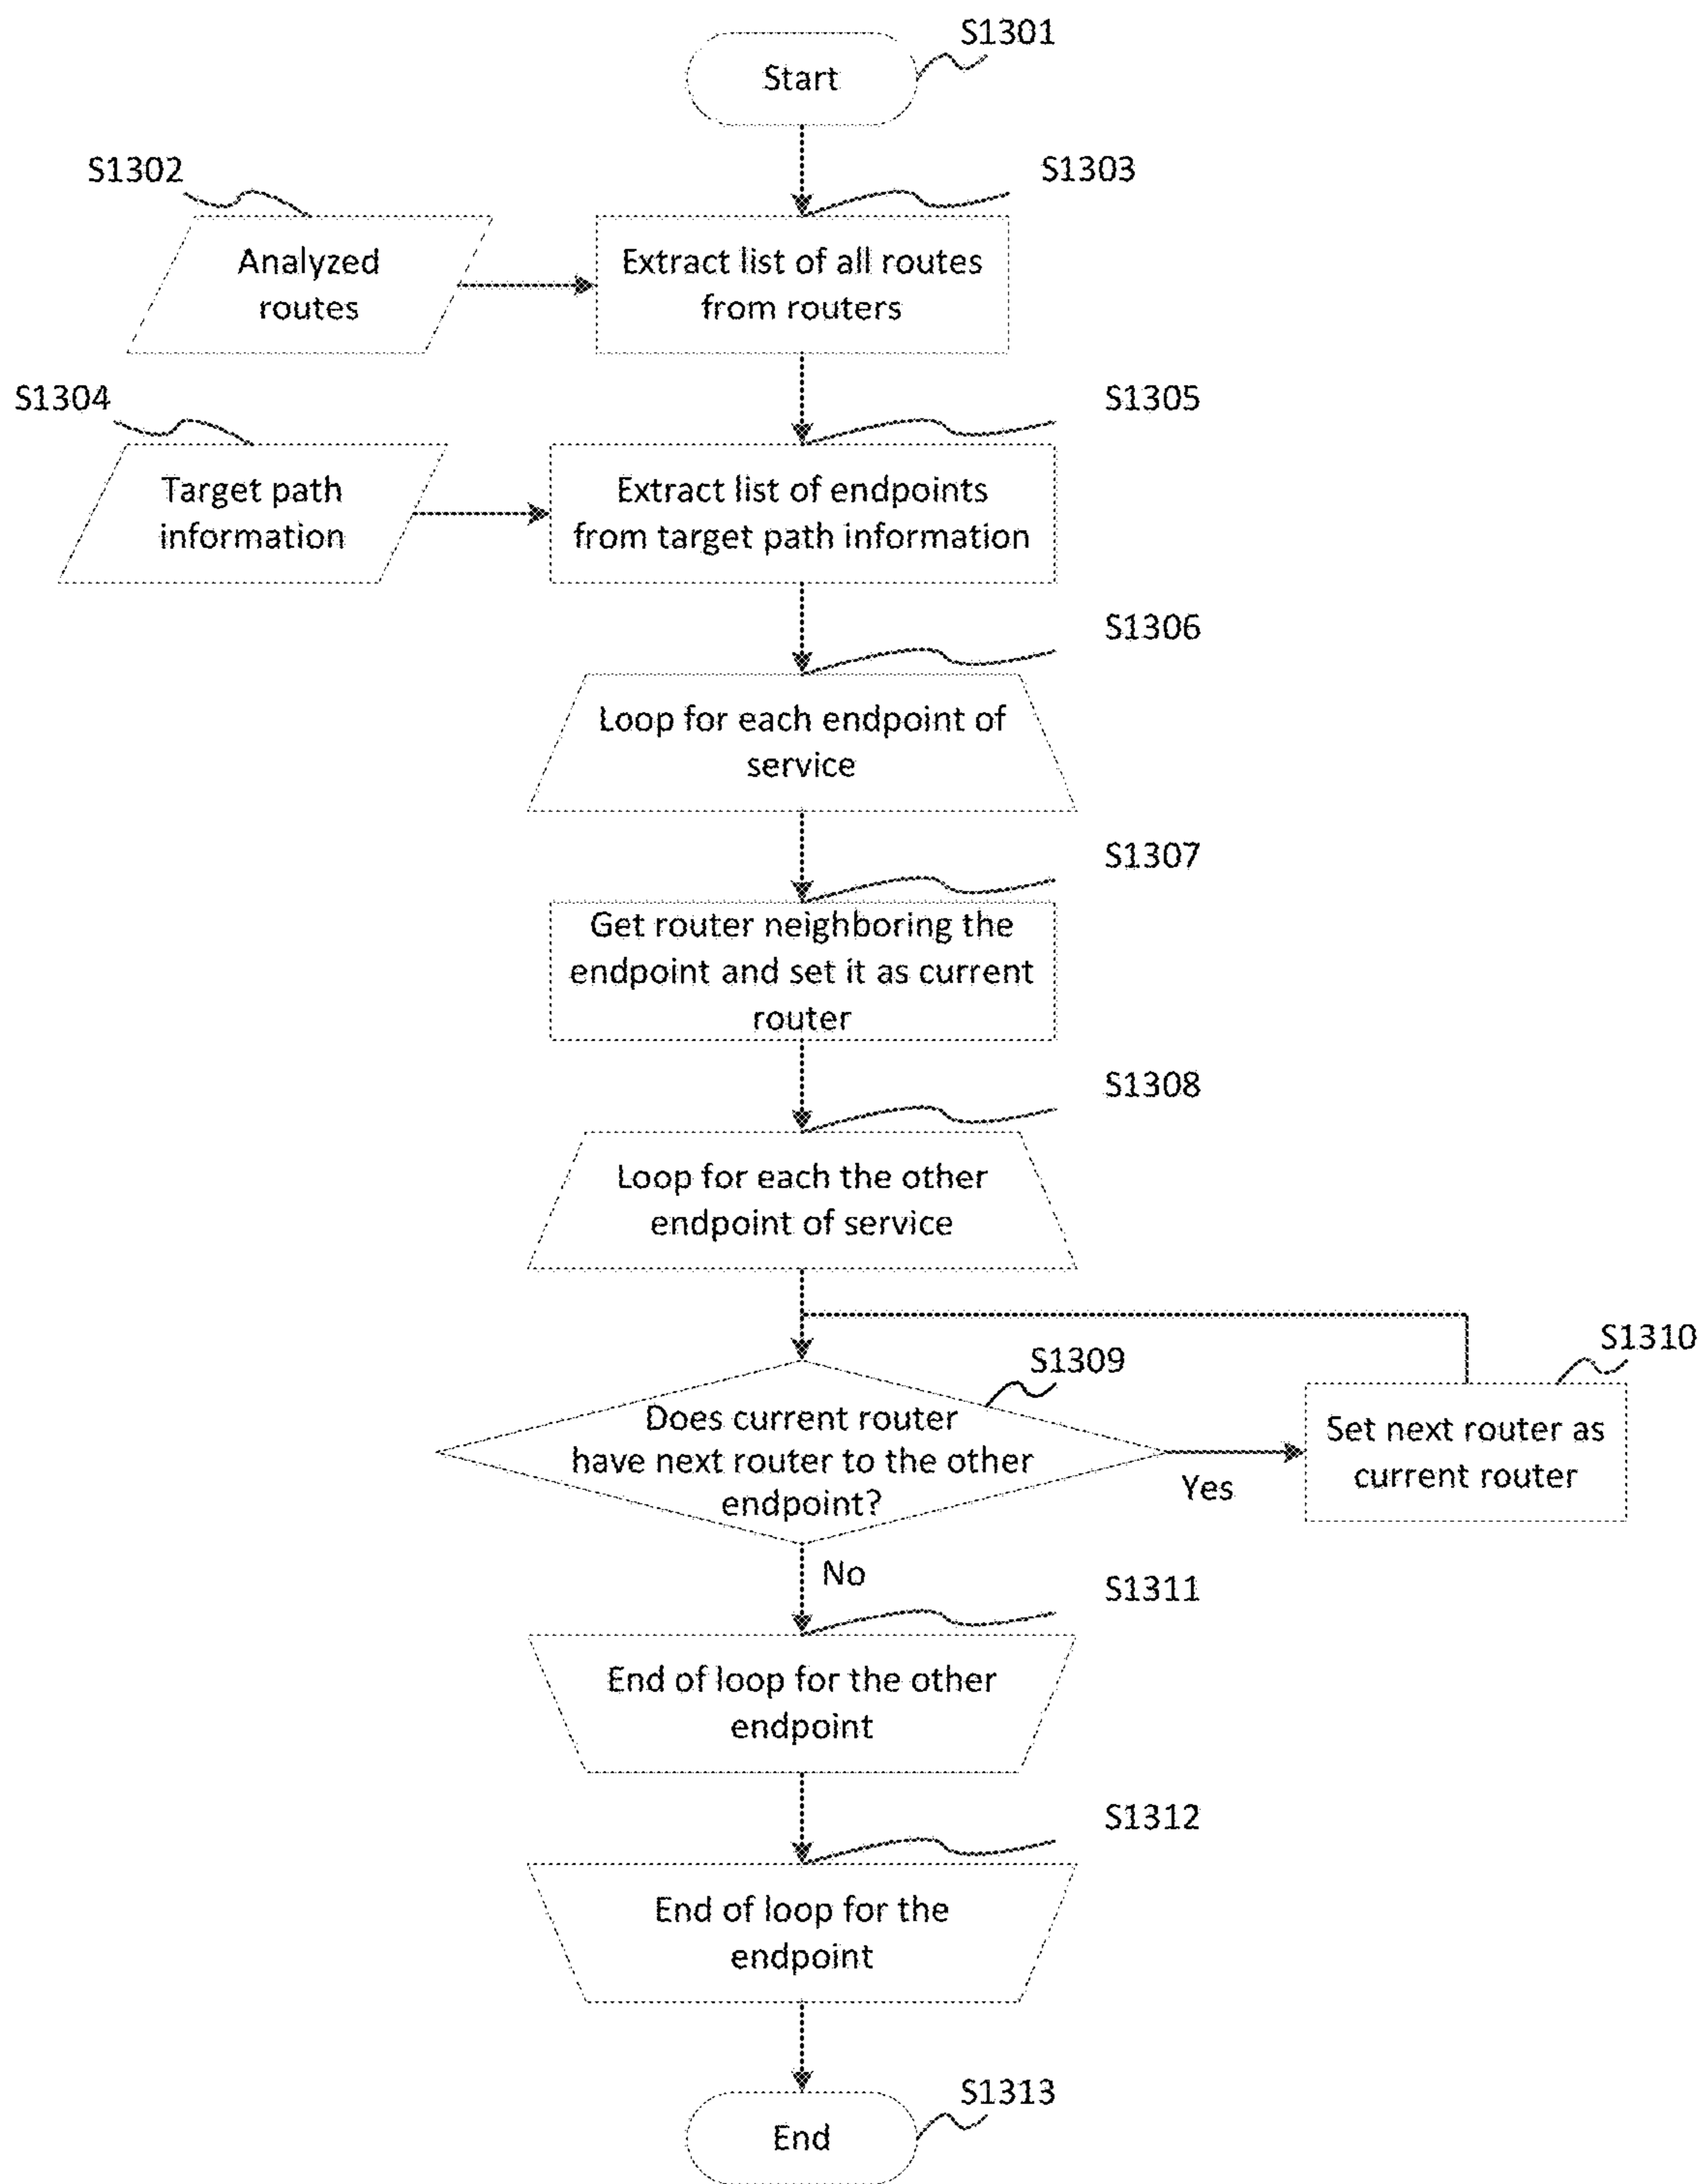 S1301
Start
S1302
S1303
Analyzed
routes
Extract list of all routes
from routers
S1304
S1305
Target path
information
Extract list of endpoints
from target path information
S1306
Loop for each endpoint of
service
S1307
Get router neighboring the
endpoint and set it as current
router
S1308
Loop for each the other
endpoint of service
S1309
S1310
Does current router
have next router to the other
endpoint?
Yes
Set next router as
current router
No
S1311
End of loop for the other
endpoint
S1312
End of loop for the
endpoint
S1313
End